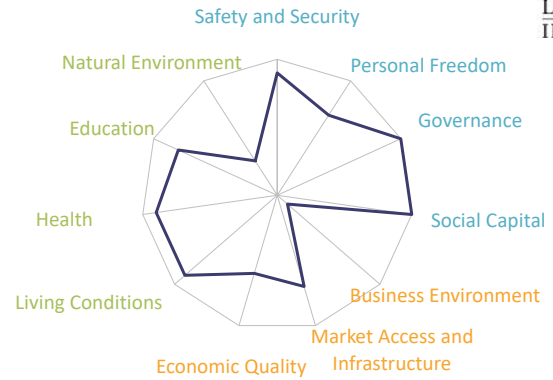 Safety and Security
Natural Environment
Personal Freedom
Education
Governance
Health
Social Capital
Living Conditions
Business Environment
Market Access and
Infrastructure
Economic Quality